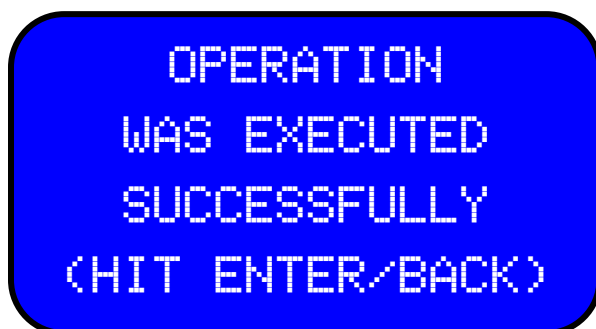 OPERATION
WAS EXECUTED
SUCCESSFULLY
(HIT ENTER/BACK)